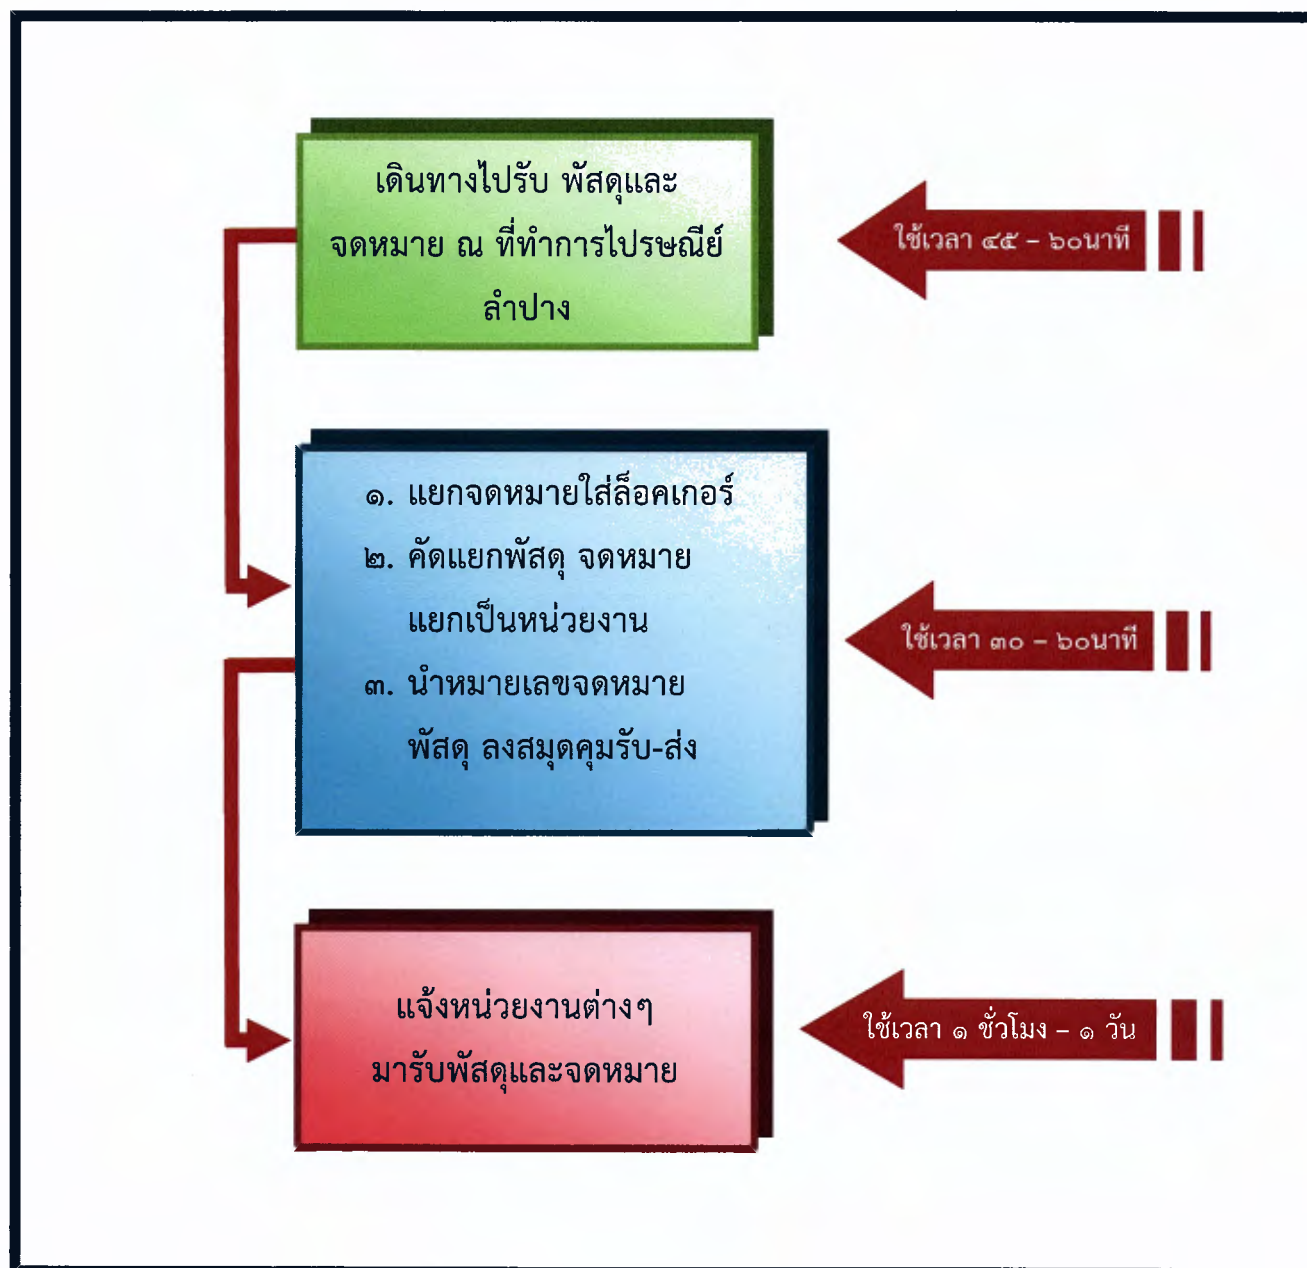 เดินทางไปรับ พัสดุและ
จดหมาย ณ ที่ทำการไปรษณีย์
ลำปาง
ใช้เวลา ๔๕ – ๖๐นาที
๑. แยกจดหมายใส่ล็อคเกอร์
๒. คัดแยกพัสดุ จดหมาย
แยกเป็นหน่วยงาน
๓. นำหมายเลขจดหมาย
พัสดุ ลงสมุดคุมรับ-ส่ง
ใช้เวลา ๓๐ – ๖๐นาที
แจ้งหน่วยงานต่างๆ
มารับพัสดุและจดหมาย
ใช้เวลา ๑ ชั่วโมง – ๑ วัน